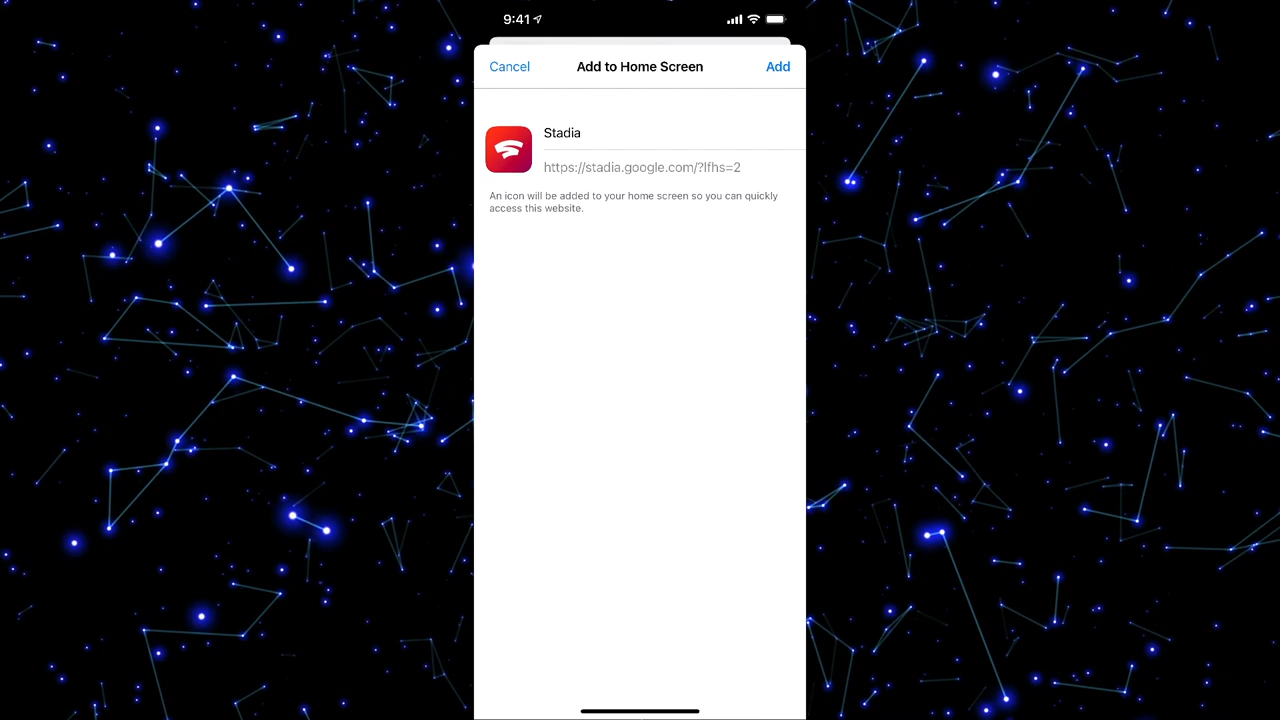 9:41
Cancel
Add to Home Screen
Add
Stadia
https://stadia.google.com/?lfhs=2
An icon will be added to your home screen so you can quickly
access this website.